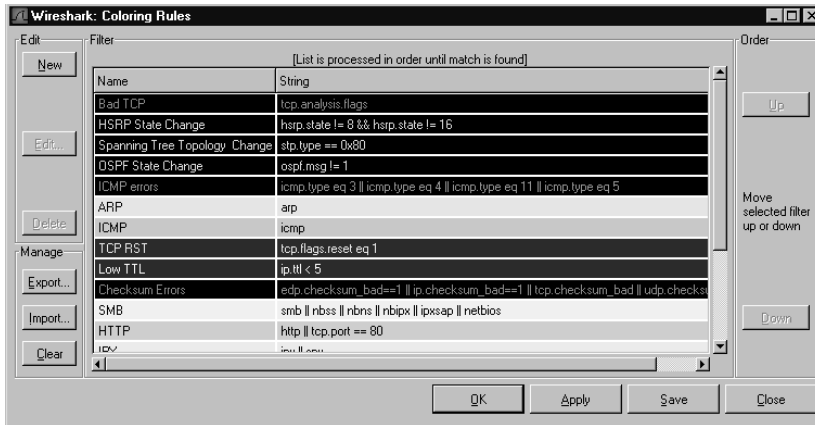 Wireshark: Coloring Rules
Edit
New
Edit...
Delete
Manage
Export...
Import...
Clear
Filter
[List is processed in order until match is found]
Name String
Bad TCP tcp.analysis.flags
HSRP State Change hsrp.state != 8 && hsrp.state != 16
Spanning Tree Topology Change stp.type == 0x80
OSPF State Change ospf.msg != 1
ICMP errors icmp.type eq 3 || icmp.type eq 4 || icmp.type eq 11 || icmp.type eq 5
ARP arp
ICMP icmp
TCP RST tcp.flags.reset eq 1
Low TTL ip.ttl < 5
Checksum Errors edp.checksum_bad==1 || ip.checksum_bad==1 || tcp.checksum_bad || udp.checksu
SMB smb || nbss || nbns || nbipx || ipxsap || netbios
HTTP http || tcp.port == 80
Order
Up
Move
selected filter
up or down
Down
OK Apply Save Close